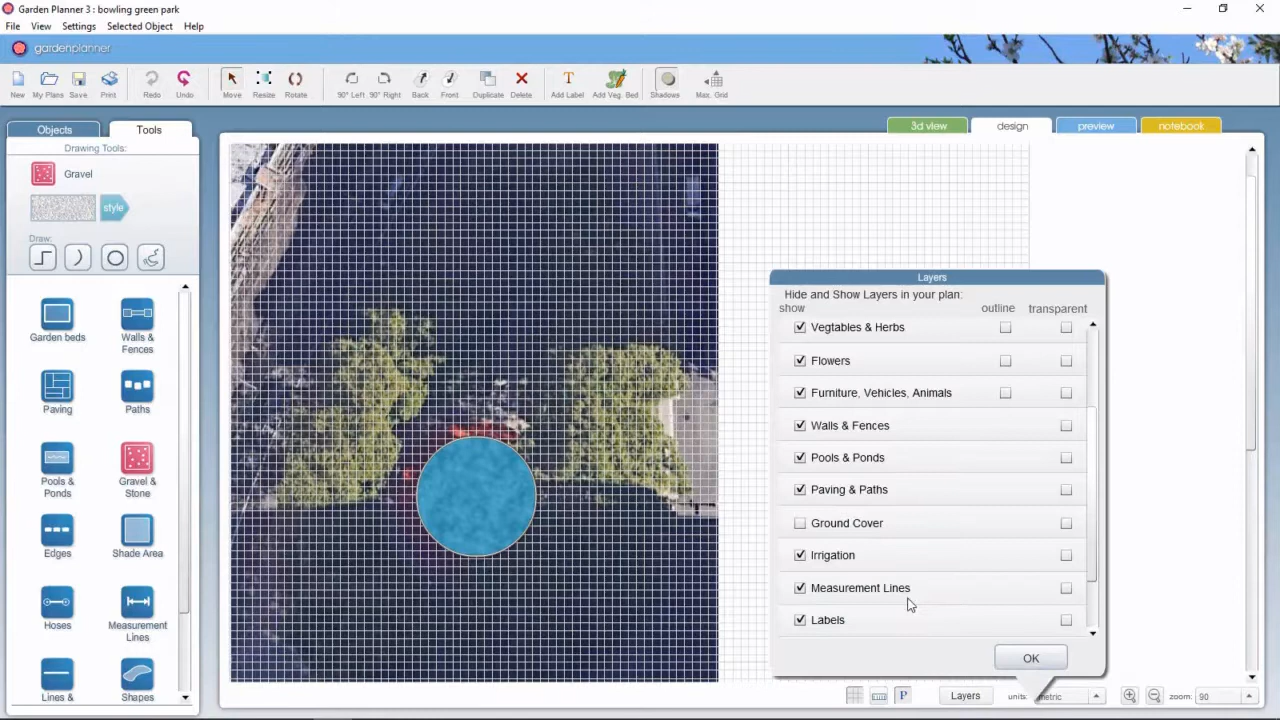 Garden Planner 3 : bowling green park
File View Settings Selected Object Help
gardenplanner
New My Plans Save Print Redo Undo Move Resize Rotate 90° Left 90° Right Back Front Duplicate Delete Add Label Add Veg. Bed Shadows Max. Grid
Objects Tools
3d view design preview notebook
Drawing Tools:
Gravel
style
Draw:
Garden beds
Walls &
Fences
Paving
Paths
Pools &
Ponds
Gravel &
Stone
Edges
Shade Area
Hoses
Measurement
Lines
Lines &
Shapes
Layers
Hide and Show Layers in your plan:
show outline transparent
Vegtables & Herbs
Flowers
Furniture, Vehicles, Animals
Walls & Fences
Pools & Ponds
Paving & Paths
Ground Cover
Irrigation
Measurement Lines
Labels
OK
P Layers units: metric zoom: 90